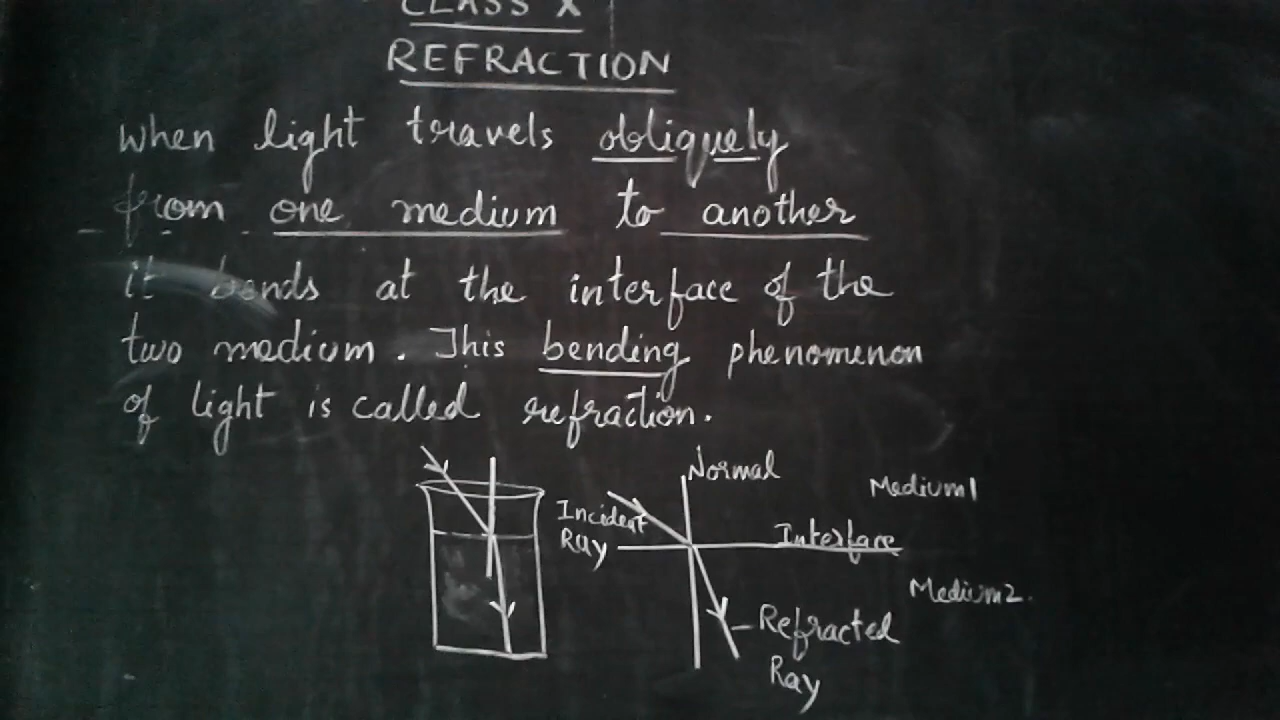 CLASS X
REFRACTION
When light travels obliquely
from one medium to another
it bends at the interface of the
two medium. This bending phenomenon
of light is called refraction.
Normal
Medium1
Incident
Ray
Interface
Medium2.
Refracted
Ray